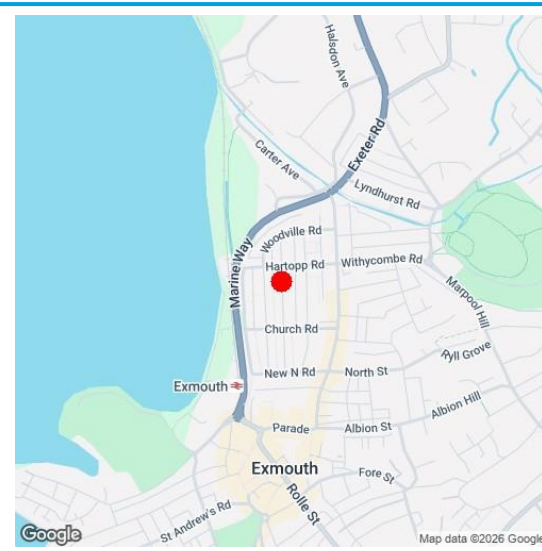 Halsdon Ave
Exeter Rd
Carter Ave
Lyndhurst Rd
Woodville Rd
Marine Way
Hartopp Rd
Withycombe Rd
Marpool Hill
Church Rd
Ryll Grove
New N Rd
North St
Exmouth
Albion Hill
Parade
Albion St
Exmouth
Fore St
Rolle St
St Andrew's Rd
Google
Map data ©2026 Google